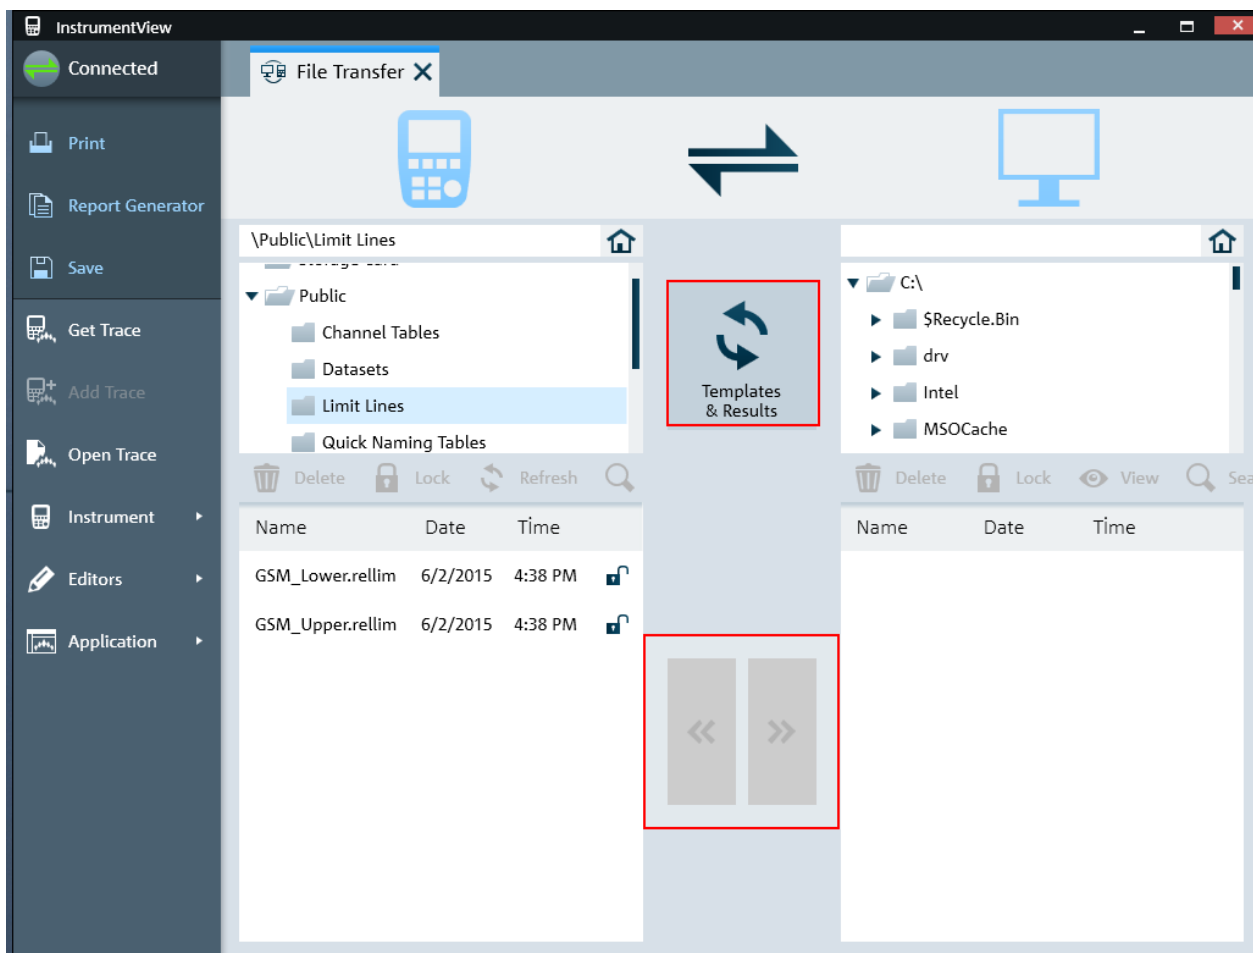 InstrumentView
Connected
File Transfer
Print
Report Generator
Save
Get Trace
Add Trace
Open Trace
Instrument
Editors
Application
\Public\Limit Lines
Public
Channel Tables
Datasets
Limit Lines
Quick Naming Tables
Delete Lock Refresh
Name Date Time
GSM_Lower.rellim 6/2/2015 4:38 PM
GSM_Upper.rellim 6/2/2015 4:38 PM
Templates
& Results
C:\
$Recycle.Bin
drv
Intel
MSOCache
Delete Lock View Sea
Name Date Time